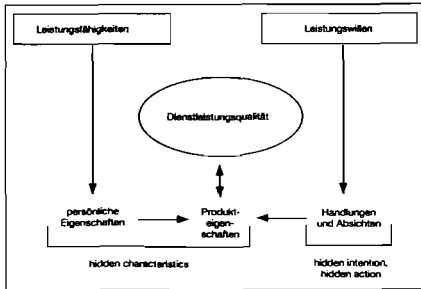 Leistungsfähigkeiten
Leistungswillen
Dienstleistungsqualität
persönliche
Eigenschaften
Produkt-
eigen-
schaften
Handlungen
und Absichten
hidden characteristics
hidden intention,
hidden action